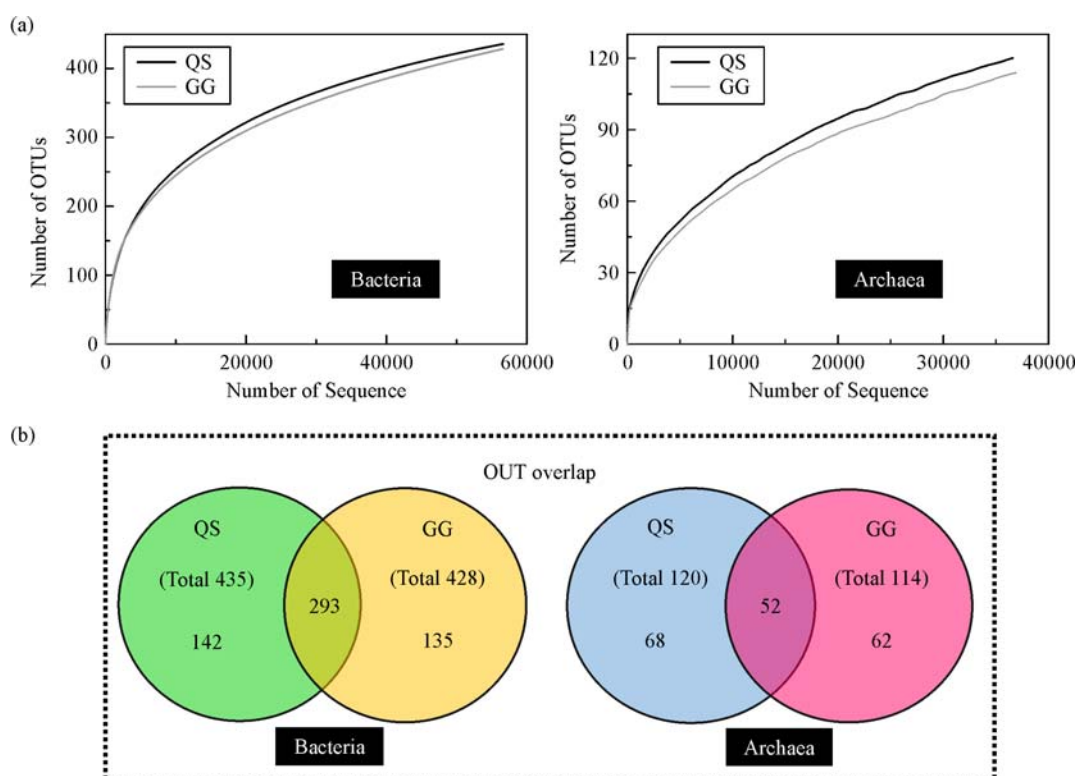 (a)
QS
GG
400
300
200
100
0
Number of OTUs
Bacteria
0
20000
40000
60000
Number of Sequence
QS
GG
120
90
60
30
0
Number of OTUs
Archaea
0
10000
20000
30000
40000
Number of Sequence
(b)
OUT overlap
QS
(Total 435)
142
293
GG
(Total 428)
135
Bacteria
QS
(Total 120)
68
52
GG
(Total 114)
62
Archaea